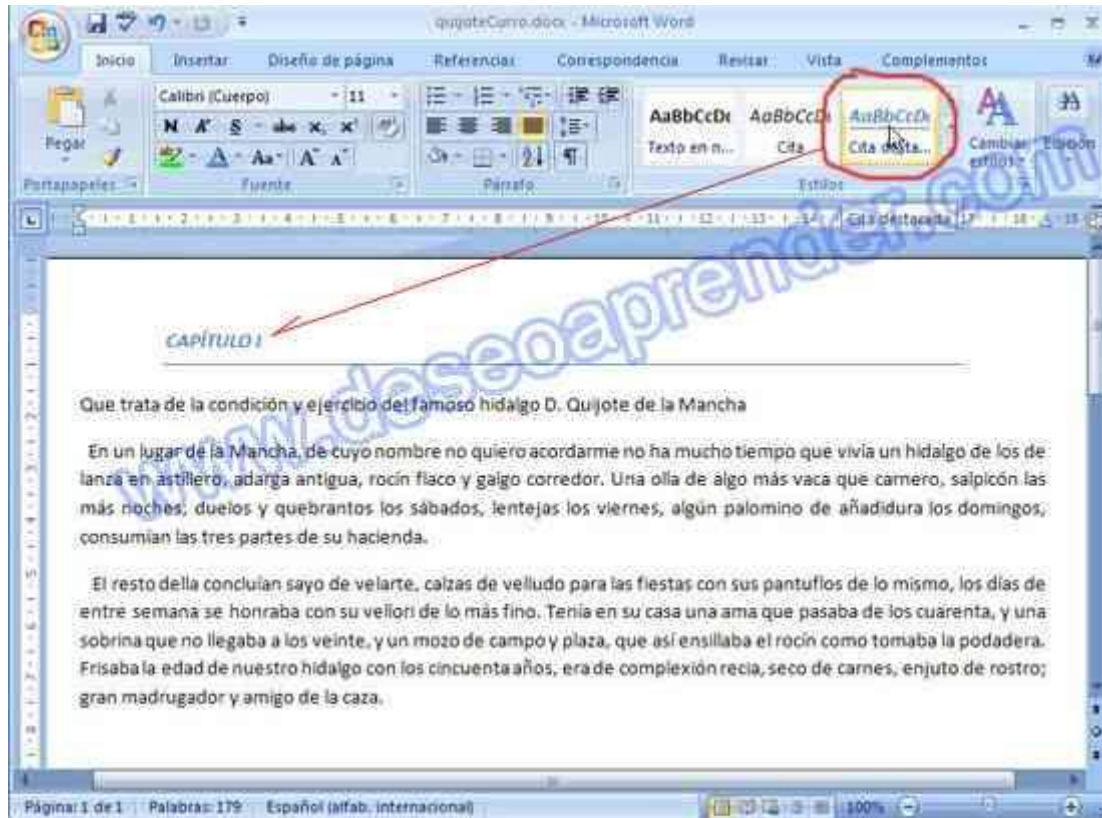 quijoteCurro.docx - Microsoft Word
Inicio Insertar Diseño de página Referencias Correspondencia Revisar Vista Complementos
Calibri (Cuerpo) 11
AaBbCcDc AaBbCcDc AaBbCcDc
N K S abc x, x'
Pegar
Texto en n... Cita Cita desta... Cambiar estilos Edición
Aa A A
Portapapeles Fuente Párrafo Estilos
Cita destacada
CAPÍTULO I
www.deseoaprender.com
Que trata de la condición y ejercicio del famoso hidalgo D. Quijote de la Mancha
En un lugar de la Mancha, de cuyo nombre no quiero acordarme no ha mucho tiempo que vivía un hidalgo de los de
lanza en astillero, adarga antigua, rocín flaco y galgo corredor. Una olla de algo más vaca que carnero, salpicón las
más noches, duelos y quebrantos los sábados, lentejas los viernes, algún palomino de añadidura los domingos,
consumían las tres partes de su hacienda.
El resto della concluían sayo de velarte, calzas de velludo para las fiestas con sus pantuflos de lo mismo, los días de
entre semana se honraba con su vellori de lo más fino. Tenía en su casa una ama que pasaba de los cuarenta, y una
sobrina que no llegaba a los veinte, y un mozo de campo y plaza, que así ensillaba el rocín como tomaba la podadera.
Frisaba la edad de nuestro hidalgo con los cincuenta años, era de complexión recia, seco de carnes, enjuto de rostro;
gran madrugador y amigo de la caza.
Página: 1 de 1 Palabras: 179 Español (alfab. internacional) 100%